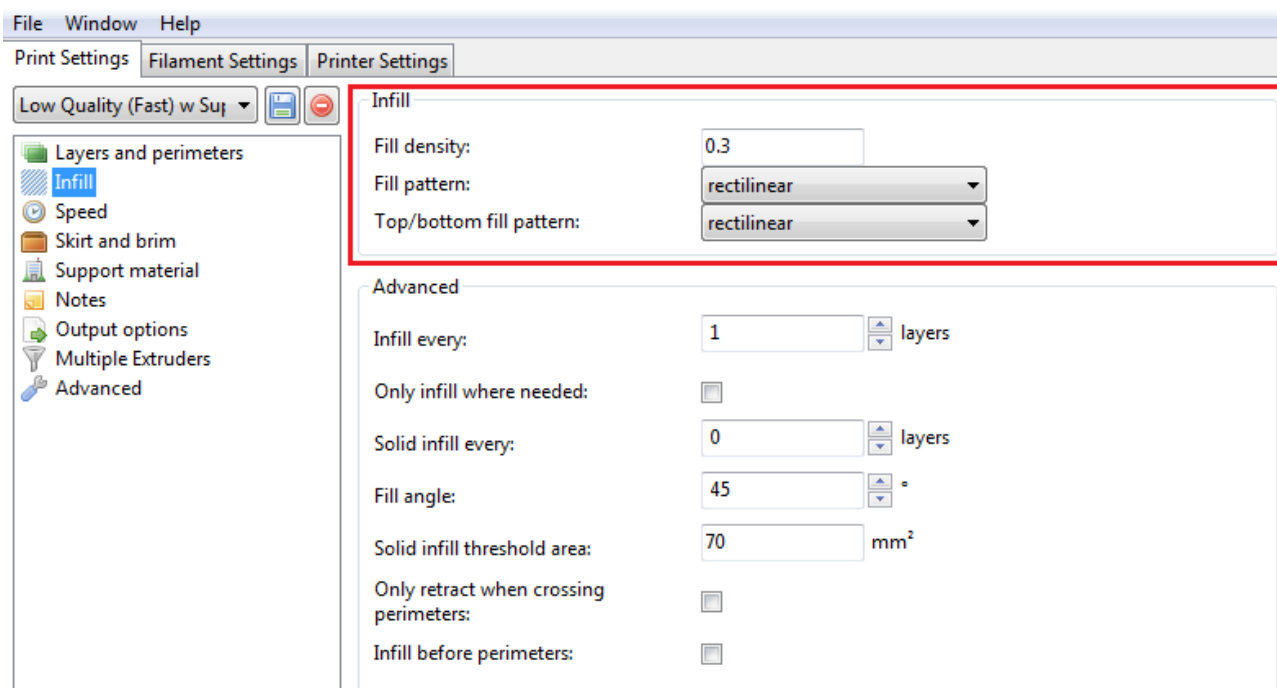 File Window Help
Print Settings Filament Settings Printer Settings
Low Quality (Fast) w Sup
Layers and perimeters
Infill
Speed
Skirt and brim
Support material
Notes
Output options
Multiple Extruders
Advanced
Infill
Fill density: 0.3
Fill pattern: rectilinear
Top/bottom fill pattern: rectilinear
Advanced
Infill every: 1 layers
Only infill where needed:
Solid infill every: 0 layers
Fill angle: 45 °
Solid infill threshold area: 70 mm²
Only retract when crossing
perimeters:
Infill before perimeters: